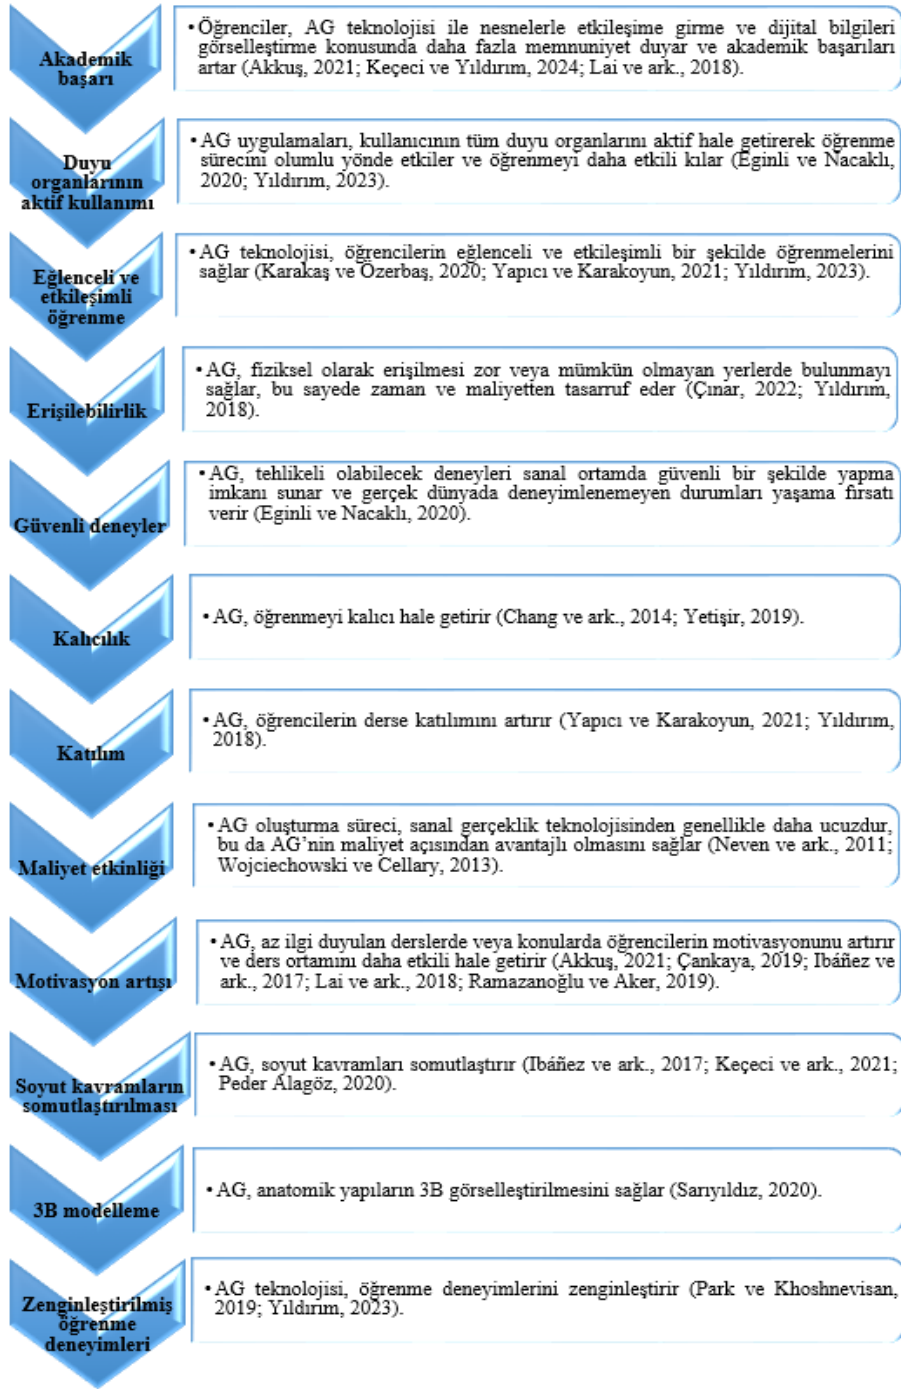 Akademik
başarı
• Öğrenciler, AG teknolojisi ile nesnelerle etkileşime girme ve dijital bilgileri
görselleştirme konusunda daha fazla memnuniyet duyar ve akademik başarıları
artar (Akkuş, 2021; Keçeci ve Yıldırım, 2024; Lai ve ark., 2018).
Duyu
organlarının
aktif kullanımı
• AG uygulamaları, kullanıcının tüm duyu organlarını aktif hale getirerek öğrenme
sürecini olumlu yönde etkiler ve öğrenmeyi daha etkili kılar (Eginli ve Nacaklı,
2020; Yıldırım, 2023).
Eğlenceli ve
etkileşimli
öğrenme
• AG teknolojisi, öğrencilerin eğlenceli ve etkileşimli bir şekilde öğrenmelerini
sağlar (Karakaş ve Özerbaş, 2020; Yapıcı ve Karakoyun, 2021; Yıldırım, 2023).
Erişilebilirlik
• AG, fiziksel olarak erişilmesi zor veya mümkün olmayan yerlerde bulunmayı
sağlar, bu sayede zaman ve maliyetten tasarruf eder (Çınar, 2022; Yıldırım,
2018).
Güvenli deneyler
• AG, tehlikeli olabilecek deneyleri sanal ortamda güvenli bir şekilde yapma
imkanı sunar ve gerçek dünyada deneyimlenemeyen durumları yaşama fırsatı
verir (Eginli ve Nacaklı, 2020).
Kalıcılık
• AG, öğrenmeyi kalıcı hale getirir (Chang ve ark., 2014; Yetişir, 2019).
Katılım
• AG, öğrencilerin derse katılımını artırır (Yapıcı ve Karakoyun, 2021; Yıldırım,
2018).
Maliyet etkinliği
• AG oluşturma süreci, sanal gerçeklik teknolojisinden genellikle daha ucuzdur,
bu da AG’nin maliyet açısından avantajlı olmasını sağlar (Neven ve ark., 2011;
Wojciechowski ve Cellary, 2013).
Motivasyon artışı
• AG, az ilgi duyulan derslerde veya konularda öğrencilerin motivasyonunu artırır
ve ders ortamını daha etkili hale getirir (Akkuş, 2021; Çankaya, 2019; Ibáñez ve
ark., 2017; Lai ve ark., 2018; Ramazanoğlu ve Aker, 2019).
Soyut kavramların
somutlaştırılması
• AG, soyut kavramları somutlaştırır (Ibáñez ve ark., 2017; Keçeci ve ark., 2021;
Peder Alagöz, 2020).
3B modelleme
• AG, anatomik yapıların 3B görselleştirilmesini sağlar (Sarıyıldız, 2020).
Zenginleştirilmiş
öğrenme
deneyimleri
• AG teknolojisi, öğrenme deneyimlerini zenginleştirir (Park ve Khoshnevisan,
2019; Yıldırım, 2023).